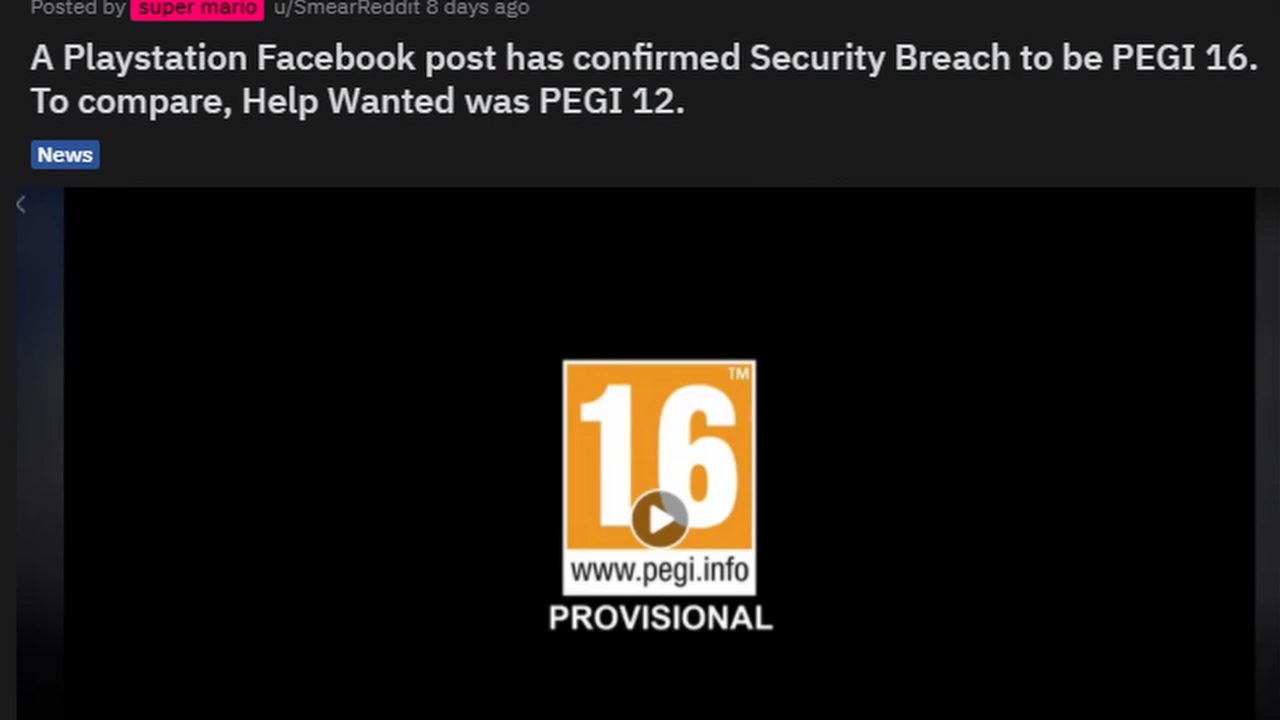 Posted by super mario u/SmearReddit 8 days ago
A Playstation Facebook post has confirmed Security Breach to be PEGI 16.
To compare, Help Wanted was PEGI 12.
News
16 TM
www.pegi.info
PROVISIONAL